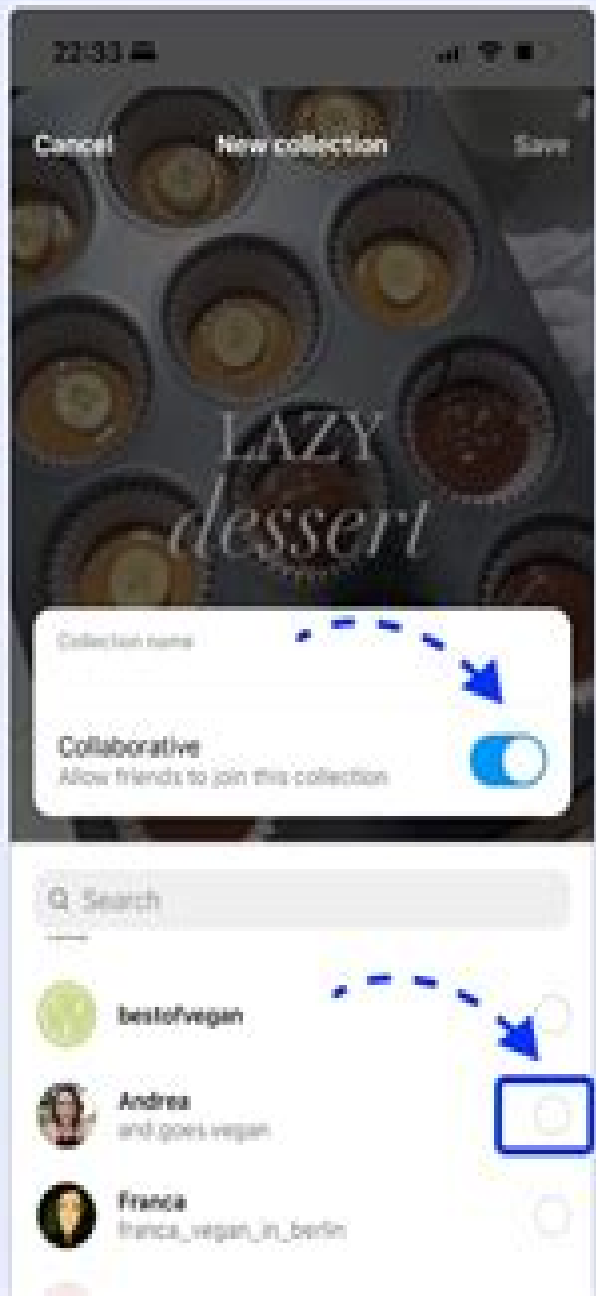 22:33
Cancel New collection Save
LAZY
dessert
Collection name
Collaborative
Allow friends to join this collection
Search
bestofvegan
Andrea
and goes vegan
Franca
franca_vegan_in_berlin